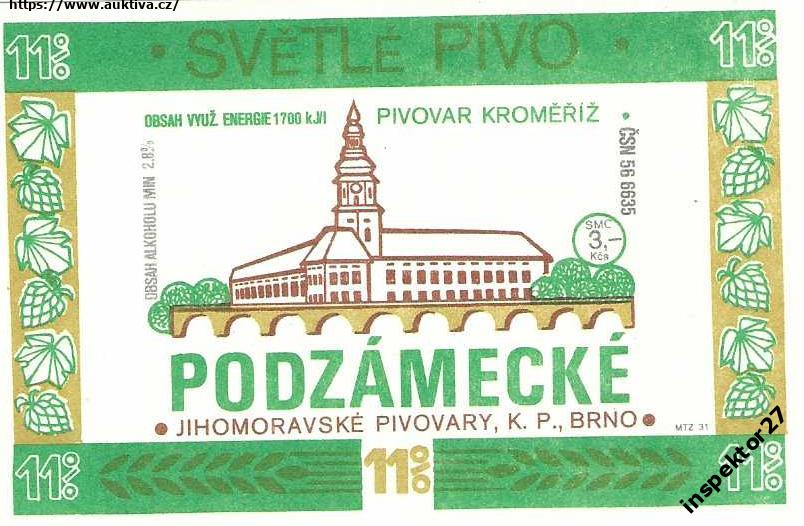 https://www.auktiva.cz/
11%
• SVĚTLÉ PIVO •
11%
OBSAH VYUŽ. ENERGIE 1700 kJ/l
PIVOVAR KROMĚŘÍŽ •
OBSAH ALKOHOLU MIN 2.8%
ČSN 56 6635
SMC
3,-
Kčs
PODZÁMECKÉ
• JIHOMORAVSKÉ PIVOVARY, K. P., BRNO •
MTZ 31
11%
11%
11%
inspektor27